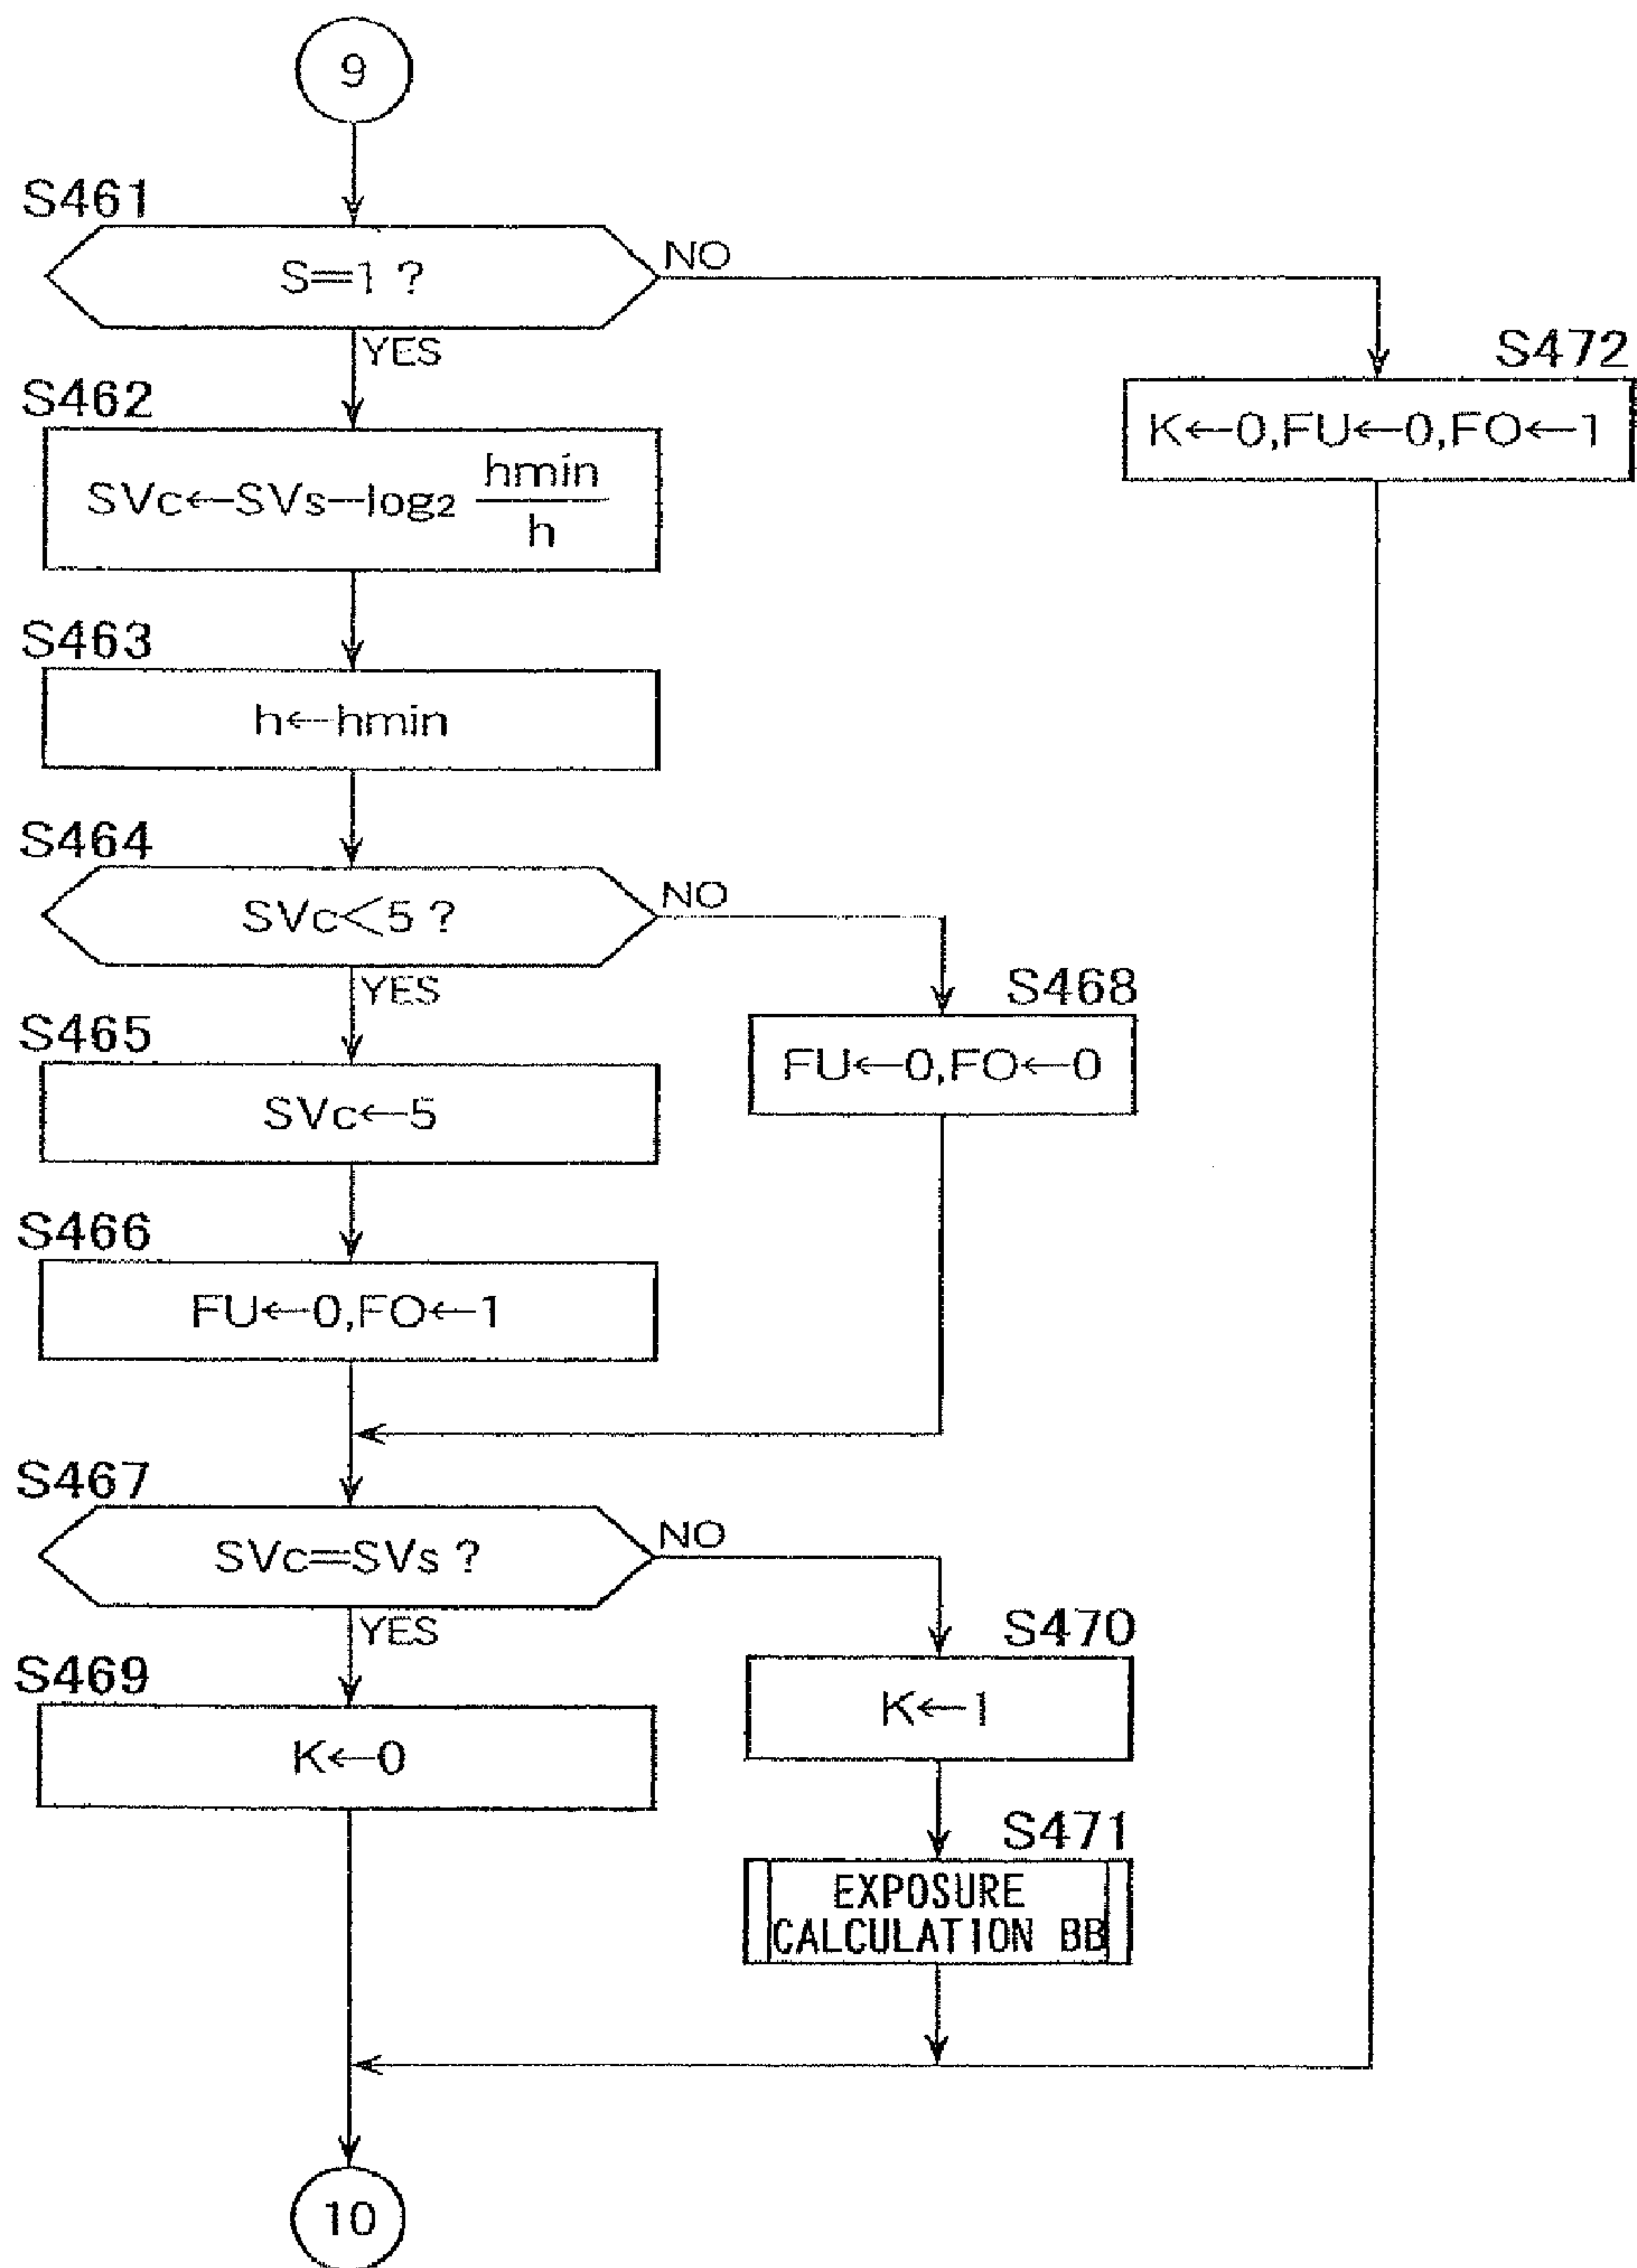 9
S461
S=1 ?
NO
YES
S472
K←0,FU←0,FO←1
S462
SVc←SVs−log₂ hmin
h
S463
h←hmin
S464
SVc<5 ?
NO
YES
S468
FU←0,FO←0
S465
SVc←5
S466
FU←0,FO←1
S467
SVc=SVs ?
NO
YES
S470
K←1
S469
K←0
S471
EXPOSURE
CALCULATION BB
10